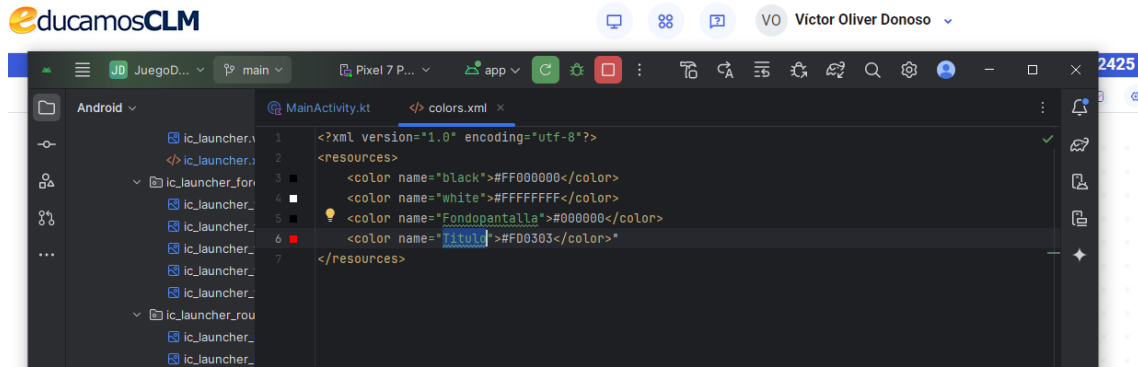 educamosCLM
VO Víctor Oliver Donoso
2425
JD JuegoD... main Pixel 7 P... app
Android
MainActivity.kt </> colors.xml
ic_launcher.
</> ic_launcher.
ic_launcher_for
ic_launcher_
ic_launcher_
ic_launcher_
ic_launcher_
ic_launcher_
ic_launcher_rou
ic_launcher_
ic_launcher_
1 <?xml version="1.0" encoding="utf-8"?>
2 <resources>
3 <color name="black">#FF000000</color>
4 <color name="white">#FFFFFFFF</color>
5 <color name="Fondopantalla">#000000</color>
6 <color name="Titulo">#FD0303</color>"
7 </resources>